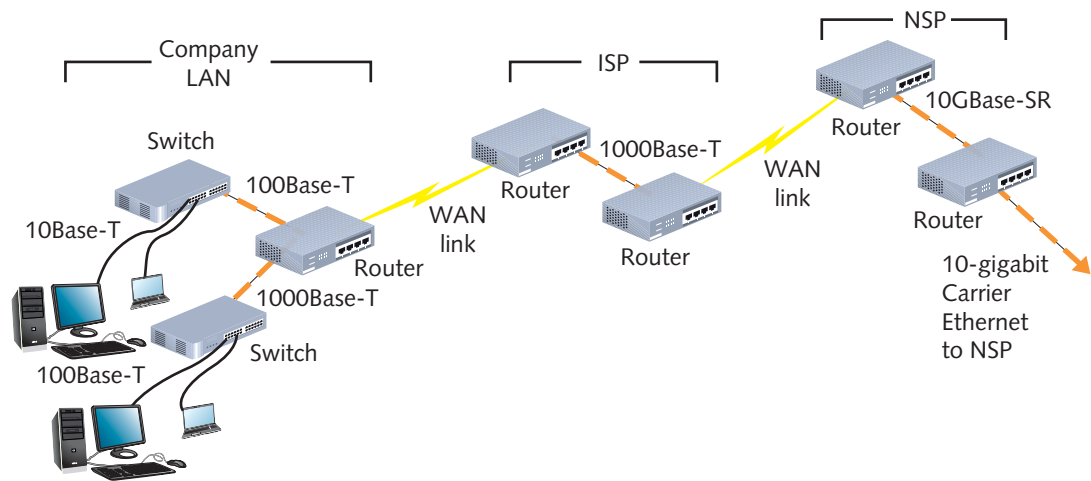 NSP
Company
LAN
ISP
10GBase-SR
Router
Switch
1000Base-T
Router
WAN
link
100Base-T
Router
WAN
link
Router
10Base-T
Router
Router
10-gigabit
Carrier
Ethernet
to NSP
1000Base-T
Switch
100Base-T